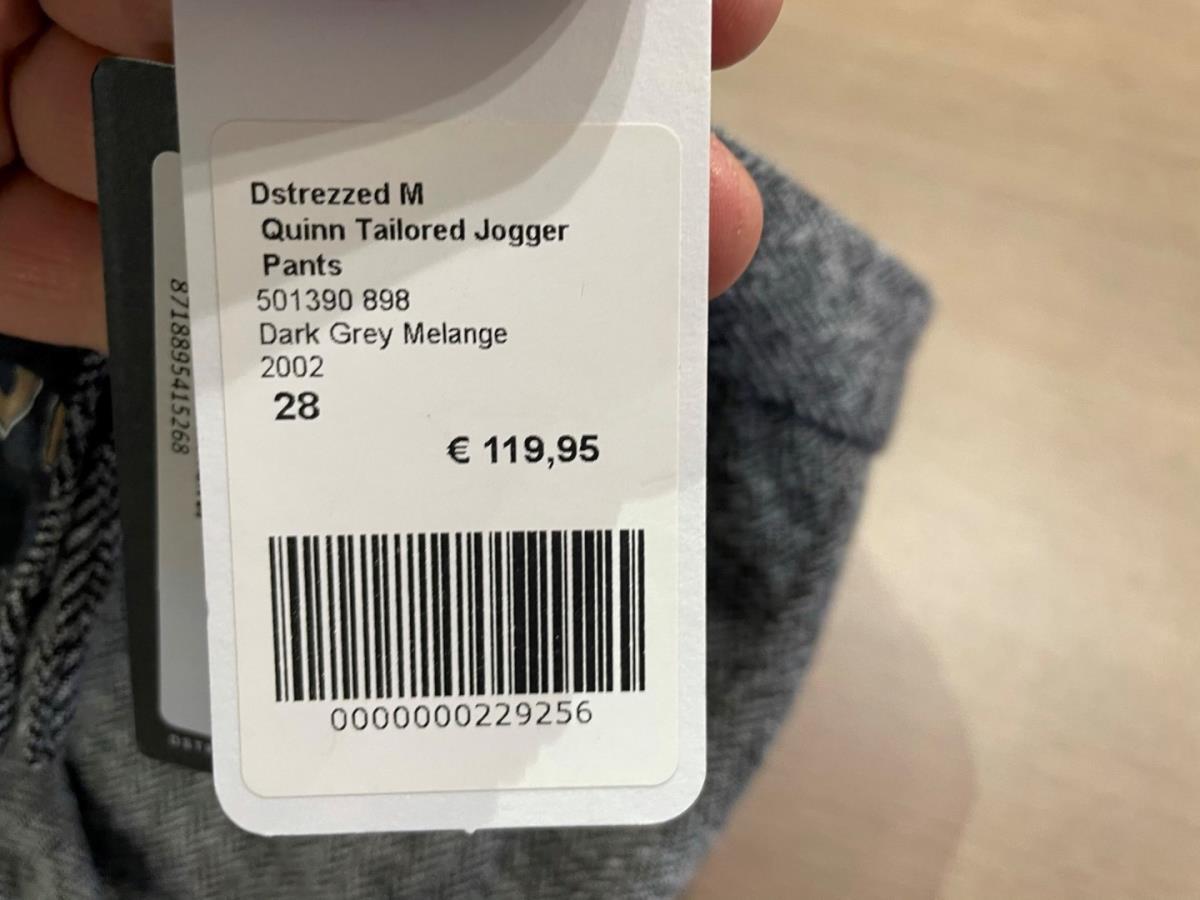 Dstrezzed M
Quinn Tailored Jogger
Pants
501390 898
Dark Grey Melange
2002
28
€ 119,95
0000000229256
8718895415268